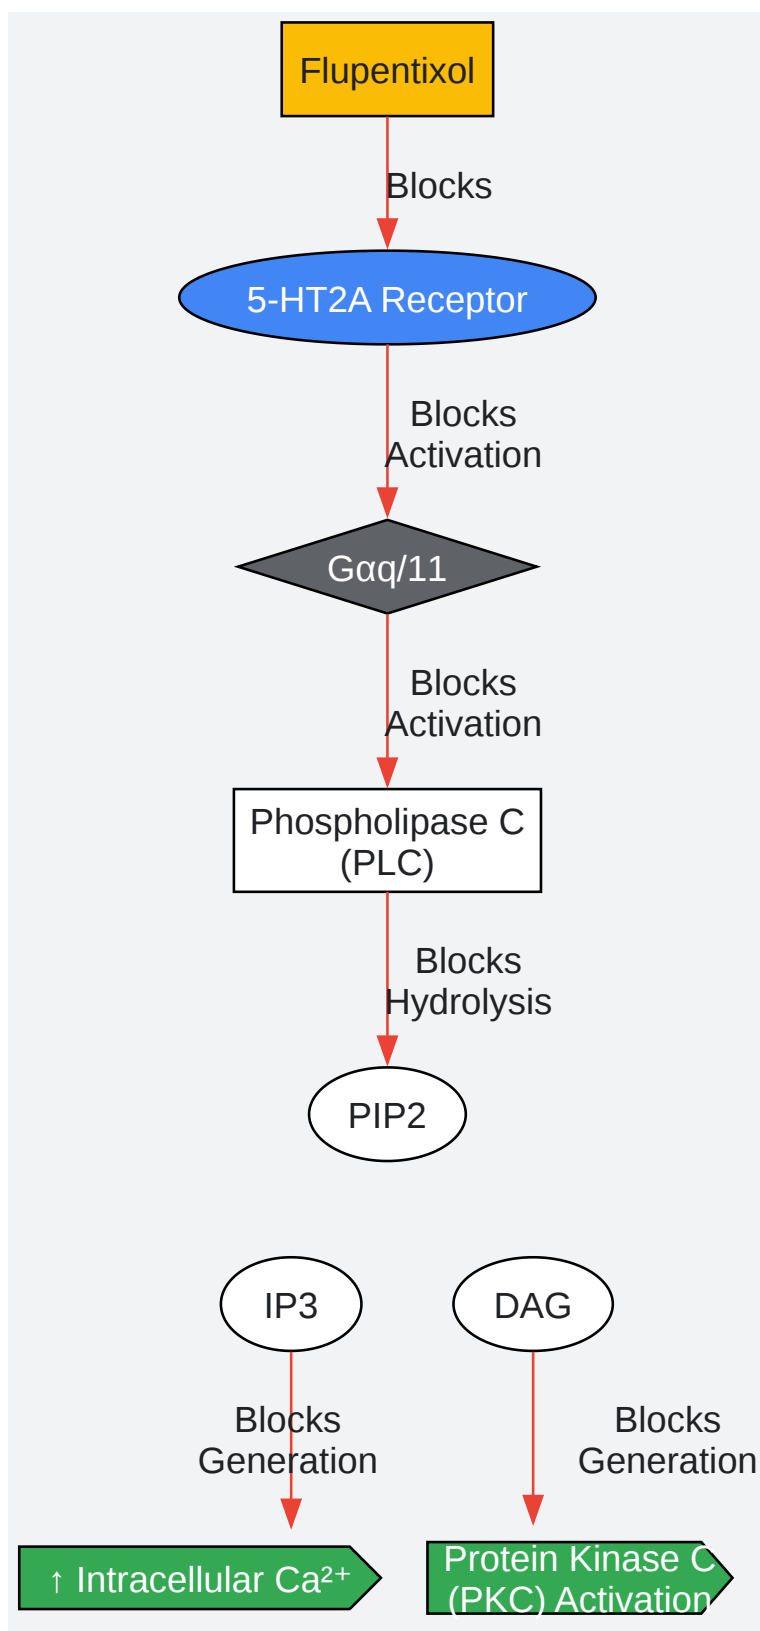 Flupentixol
Blocks
5-HT2A Receptor
Blocks
Activation
Gαq/11
Blocks
Activation
Phospholipase C
(PLC)
Blocks
Hydrolysis
PIP2
IP3
DAG
Blocks
Generation
Blocks
Generation
↑ Intracellular Ca²⁺
Protein Kinase C
(PKC) Activation